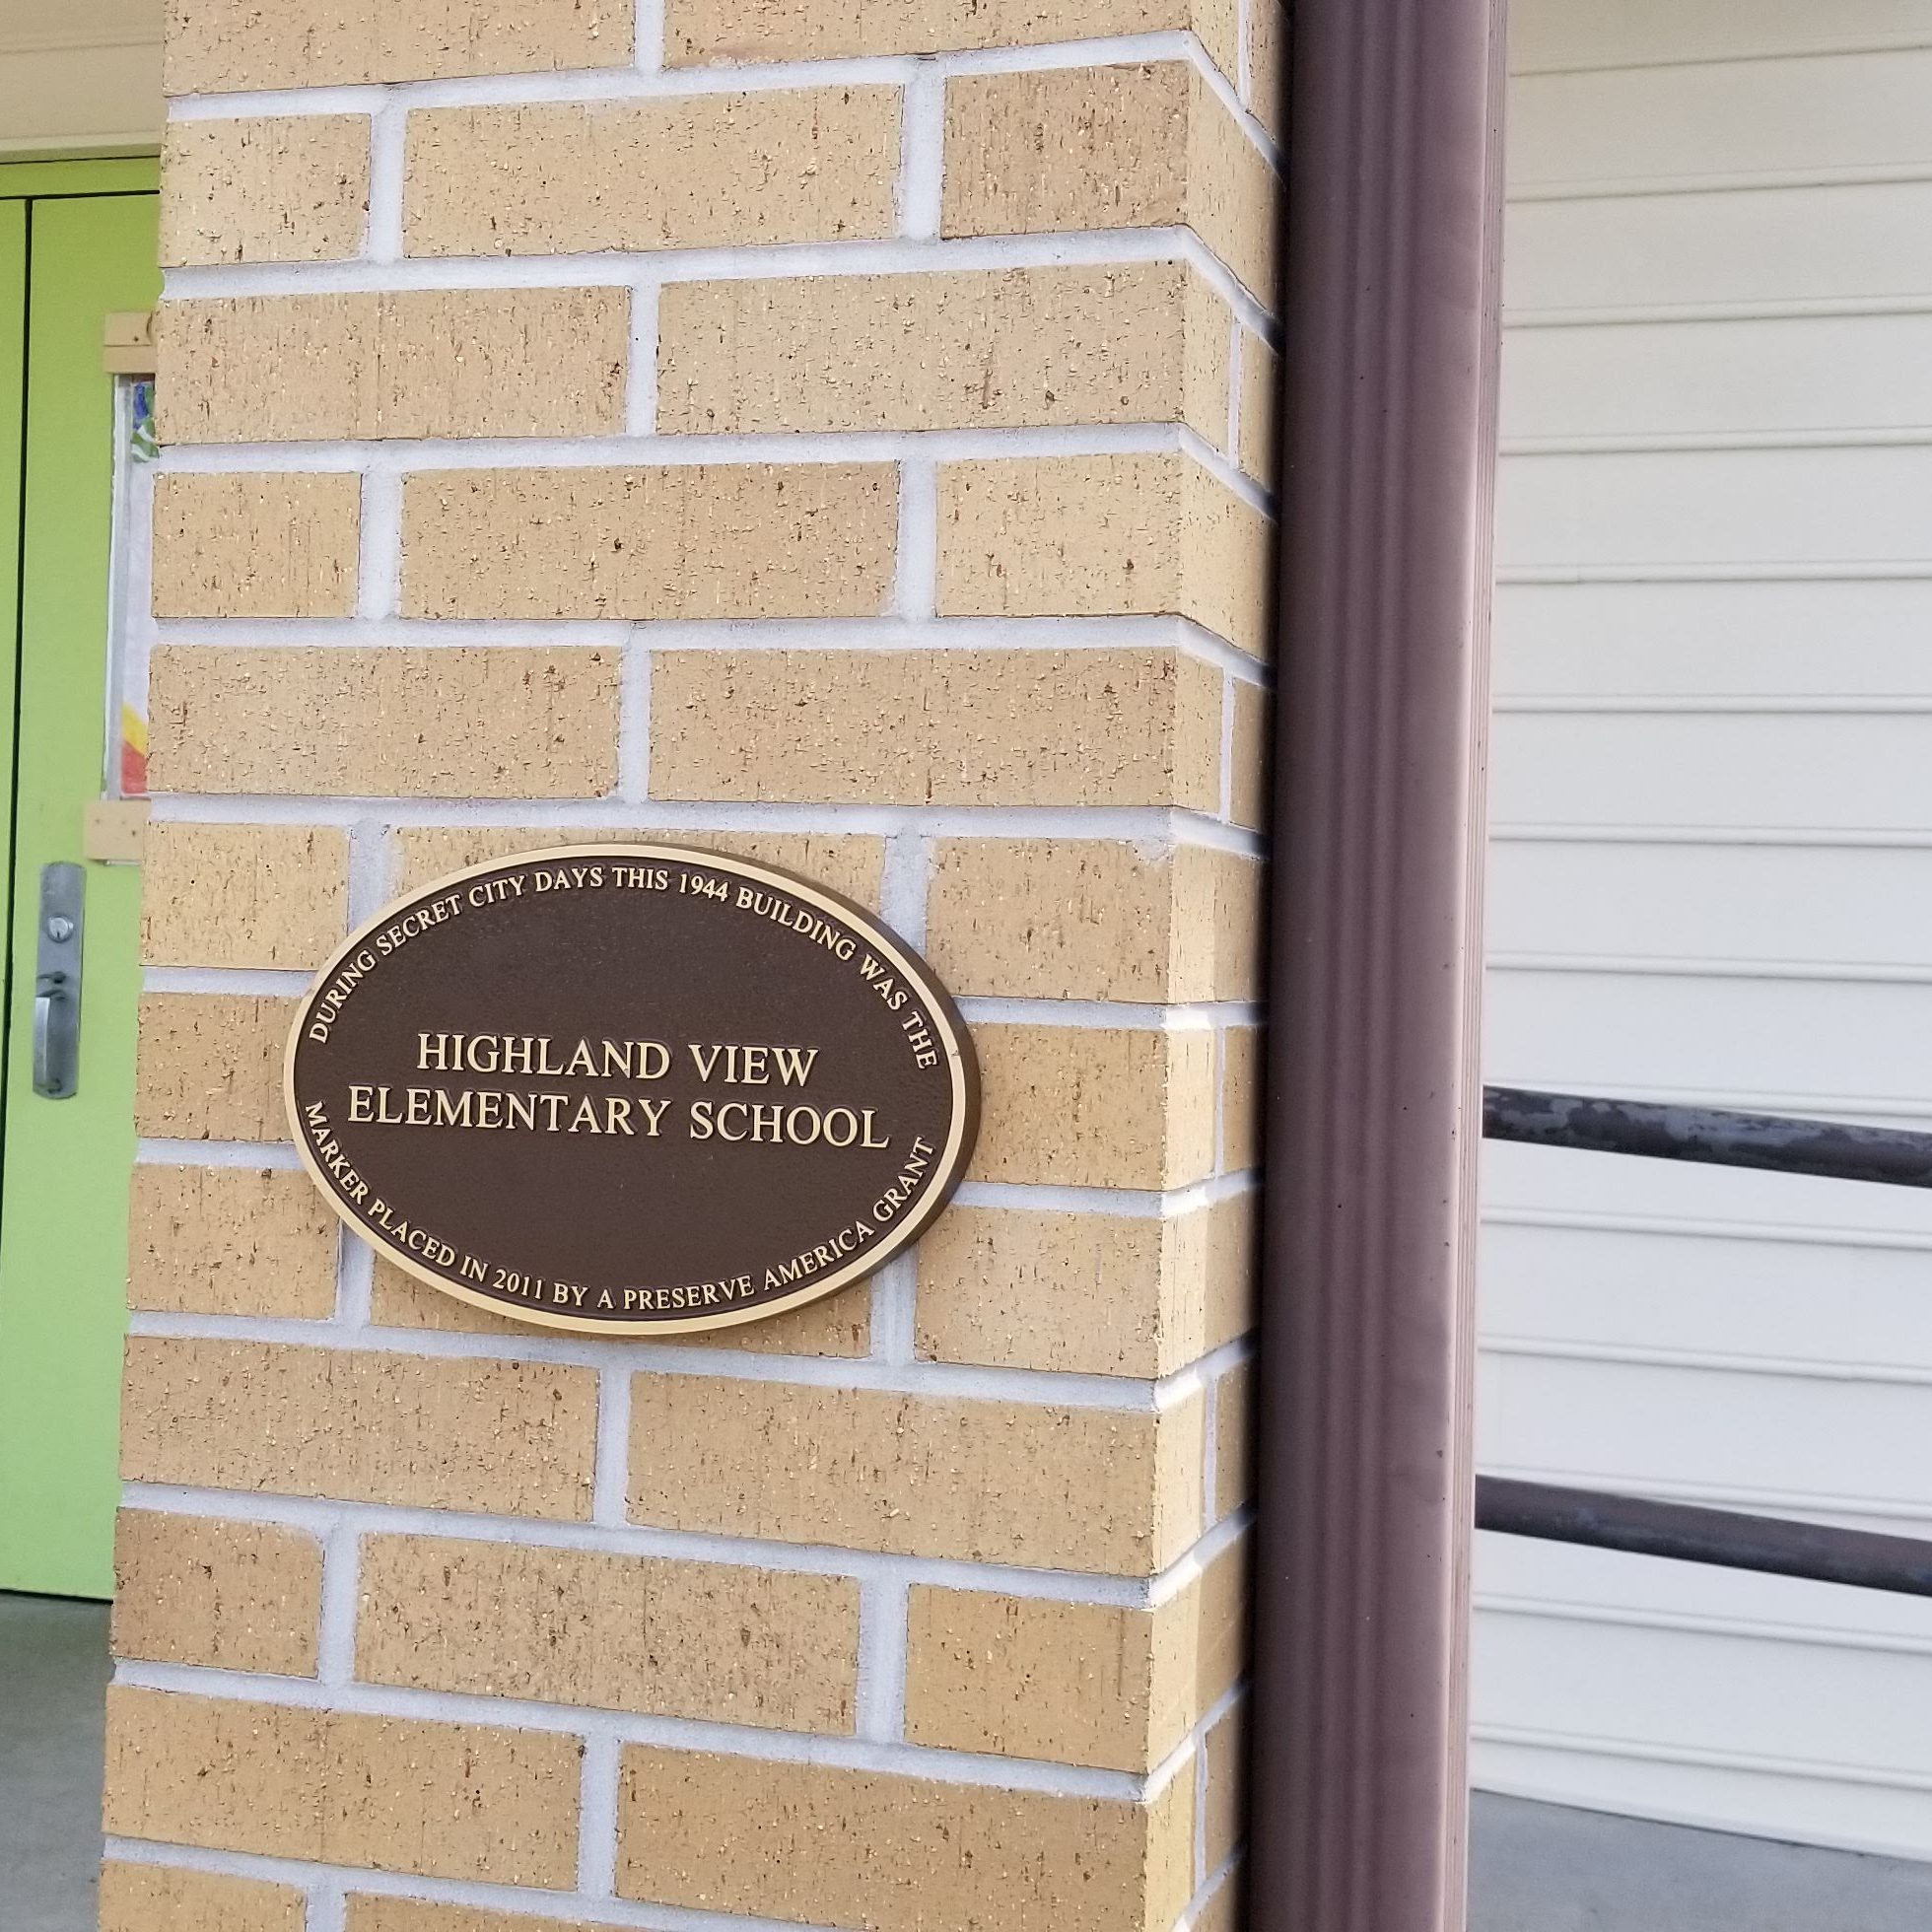 DURING SECRET CITY DAYS THIS 1944 BUILDING WAS THE
HIGHLAND VIEW
ELEMENTARY SCHOOL
MARKER PLACED IN 2011 BY A PRESERVE AMERICA GRANT